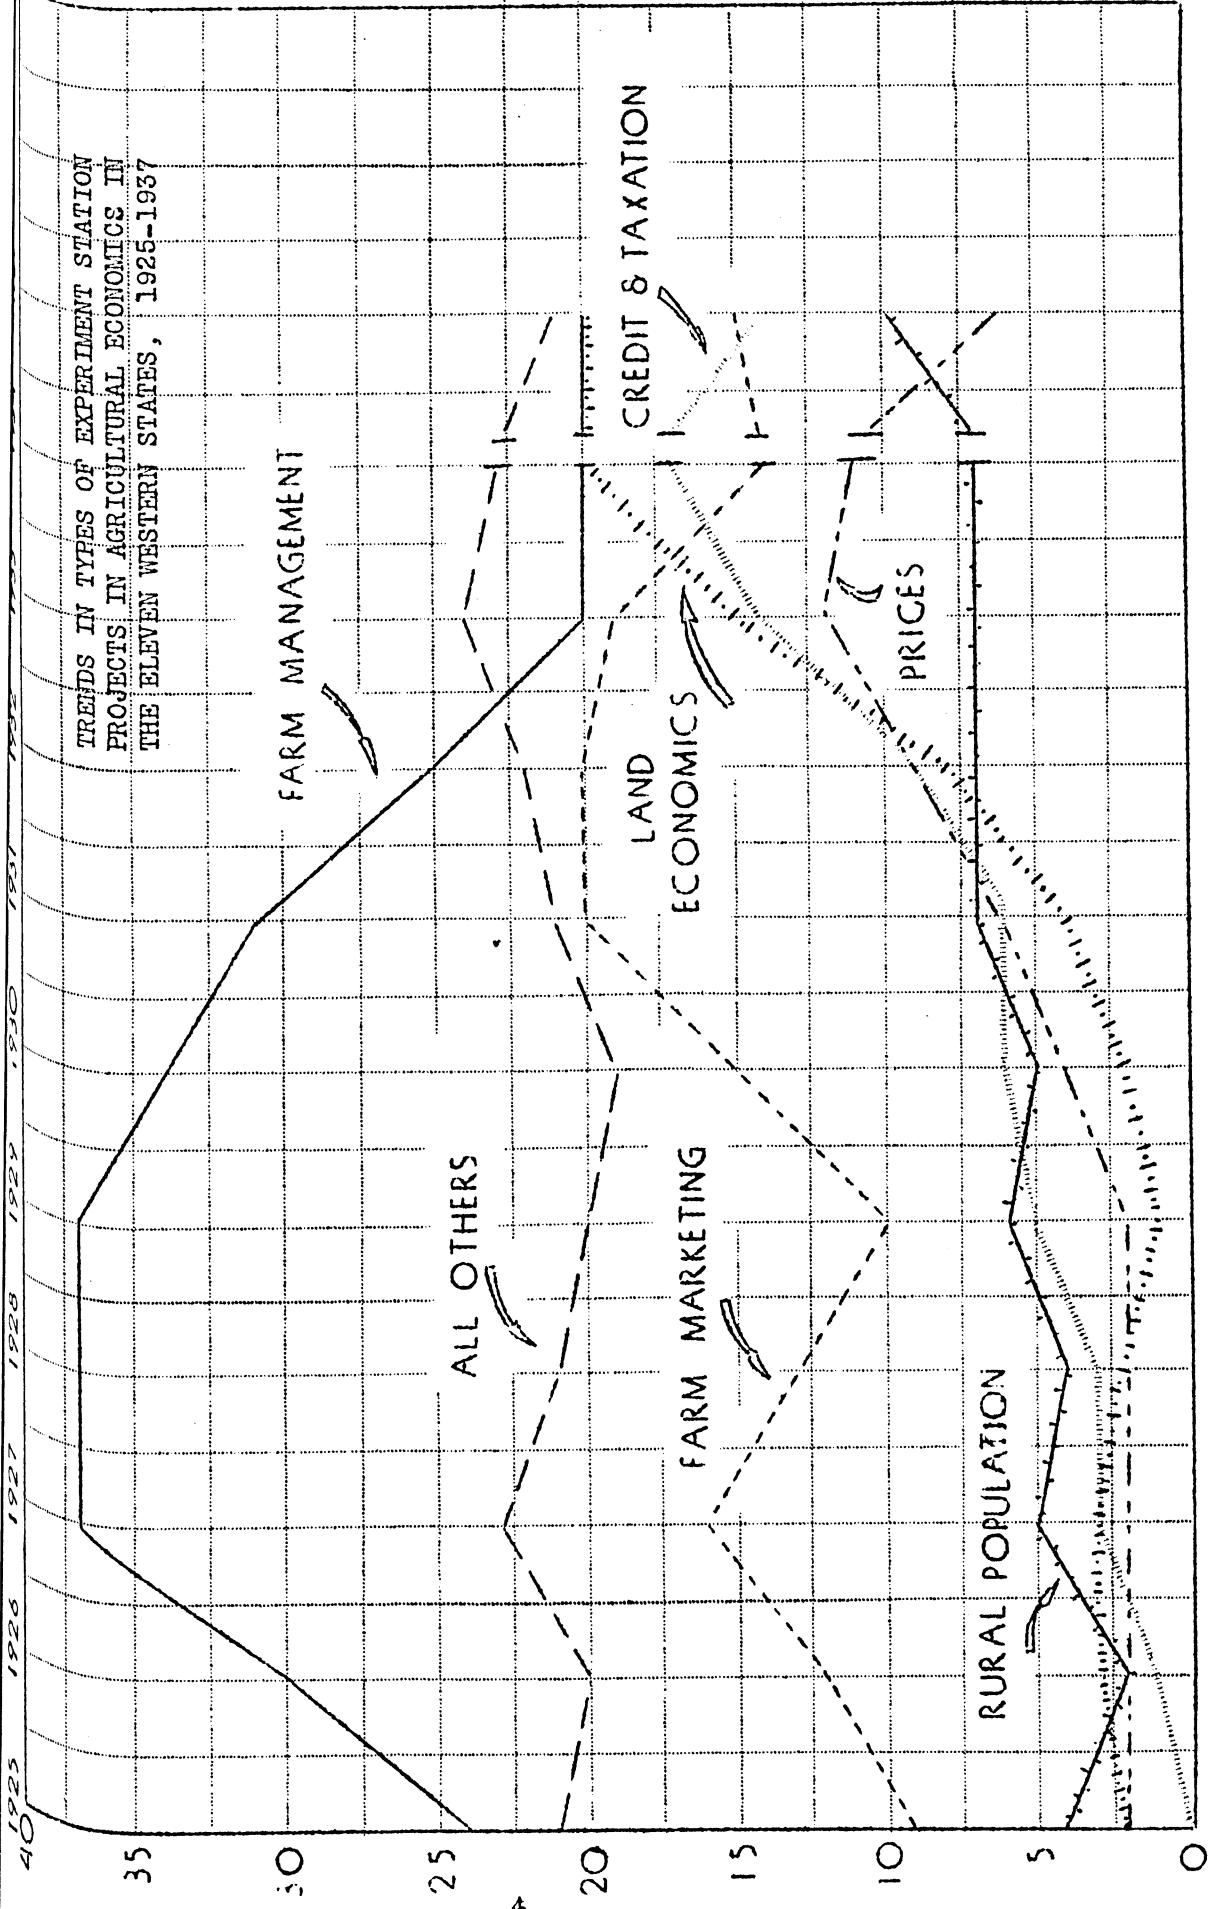 TRENDS IN TYPES OF EXPERIMENT STATION
PROJECTS IN AGRICULTURAL ECONOMICS IN
THE ELEVEN WESTERN STATES, 1925-1937
1925 1926 1927 1928 1929 1930 1931 1932
40
35
30
25
20
15
10
5
0
FARM MANAGEMENT
ALL OTHERS
CREDIT & TAXATION
LAND
ECONOMICS
FARM MARKETING
PRICES
RURAL POPULATION